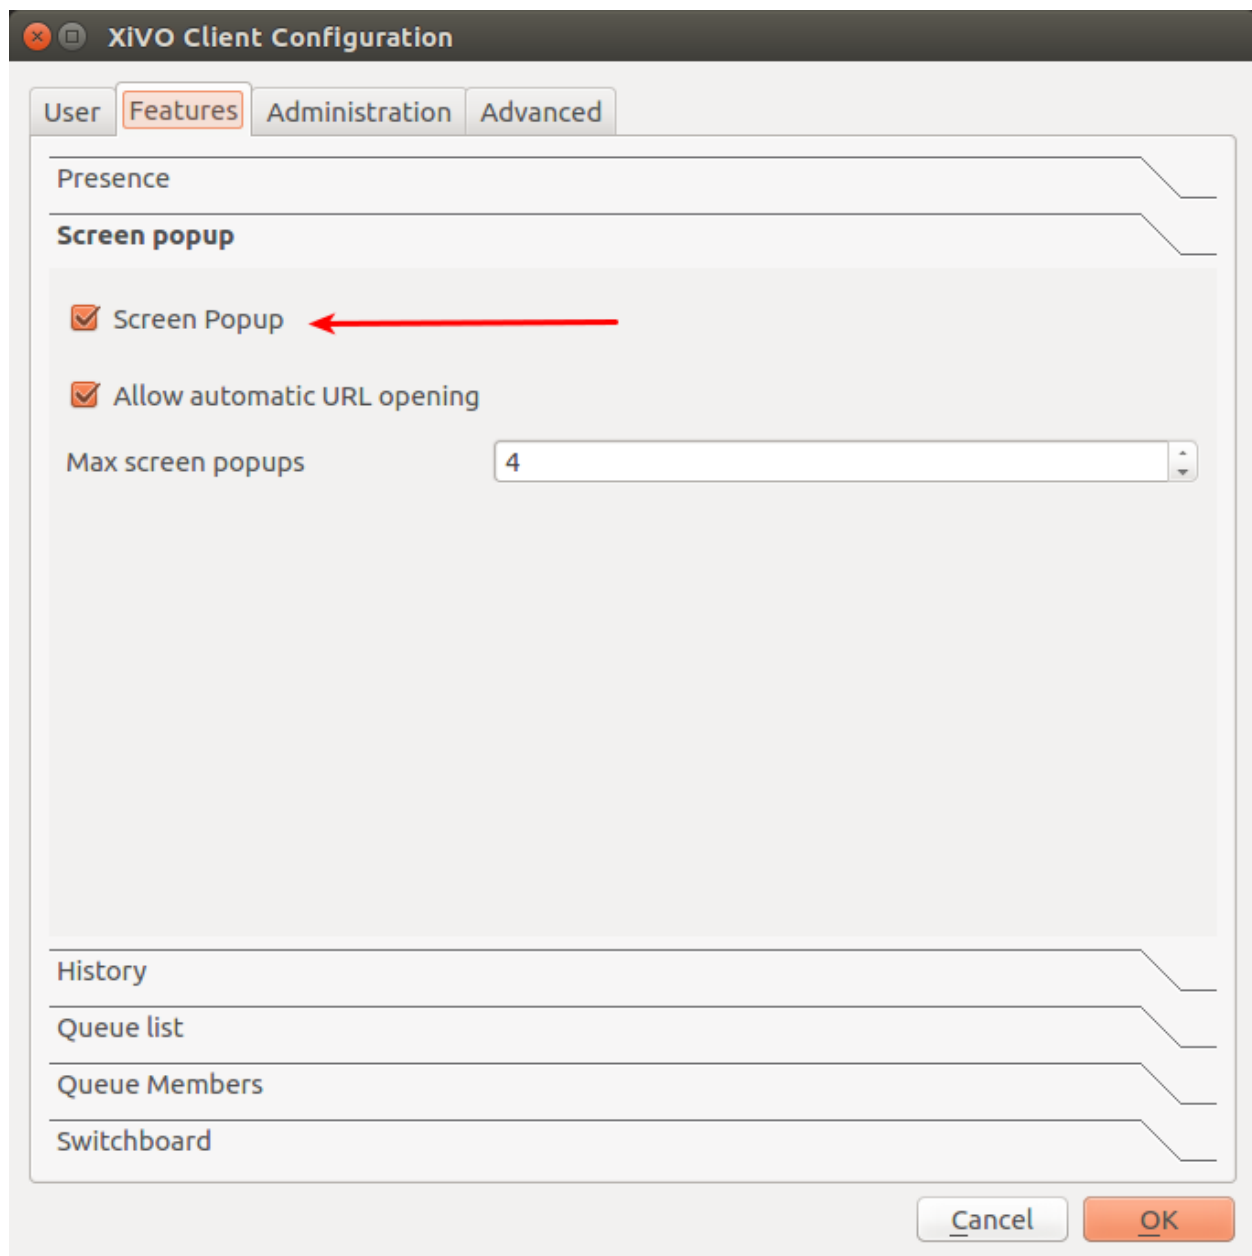 XiVO Client Configuration
User Features Administration Advanced
Presence
Screen popup
Screen Popup
Allow automatic URL opening
Max screen popups 4
History
Queue list
Queue Members
Switchboard
Cancel OK